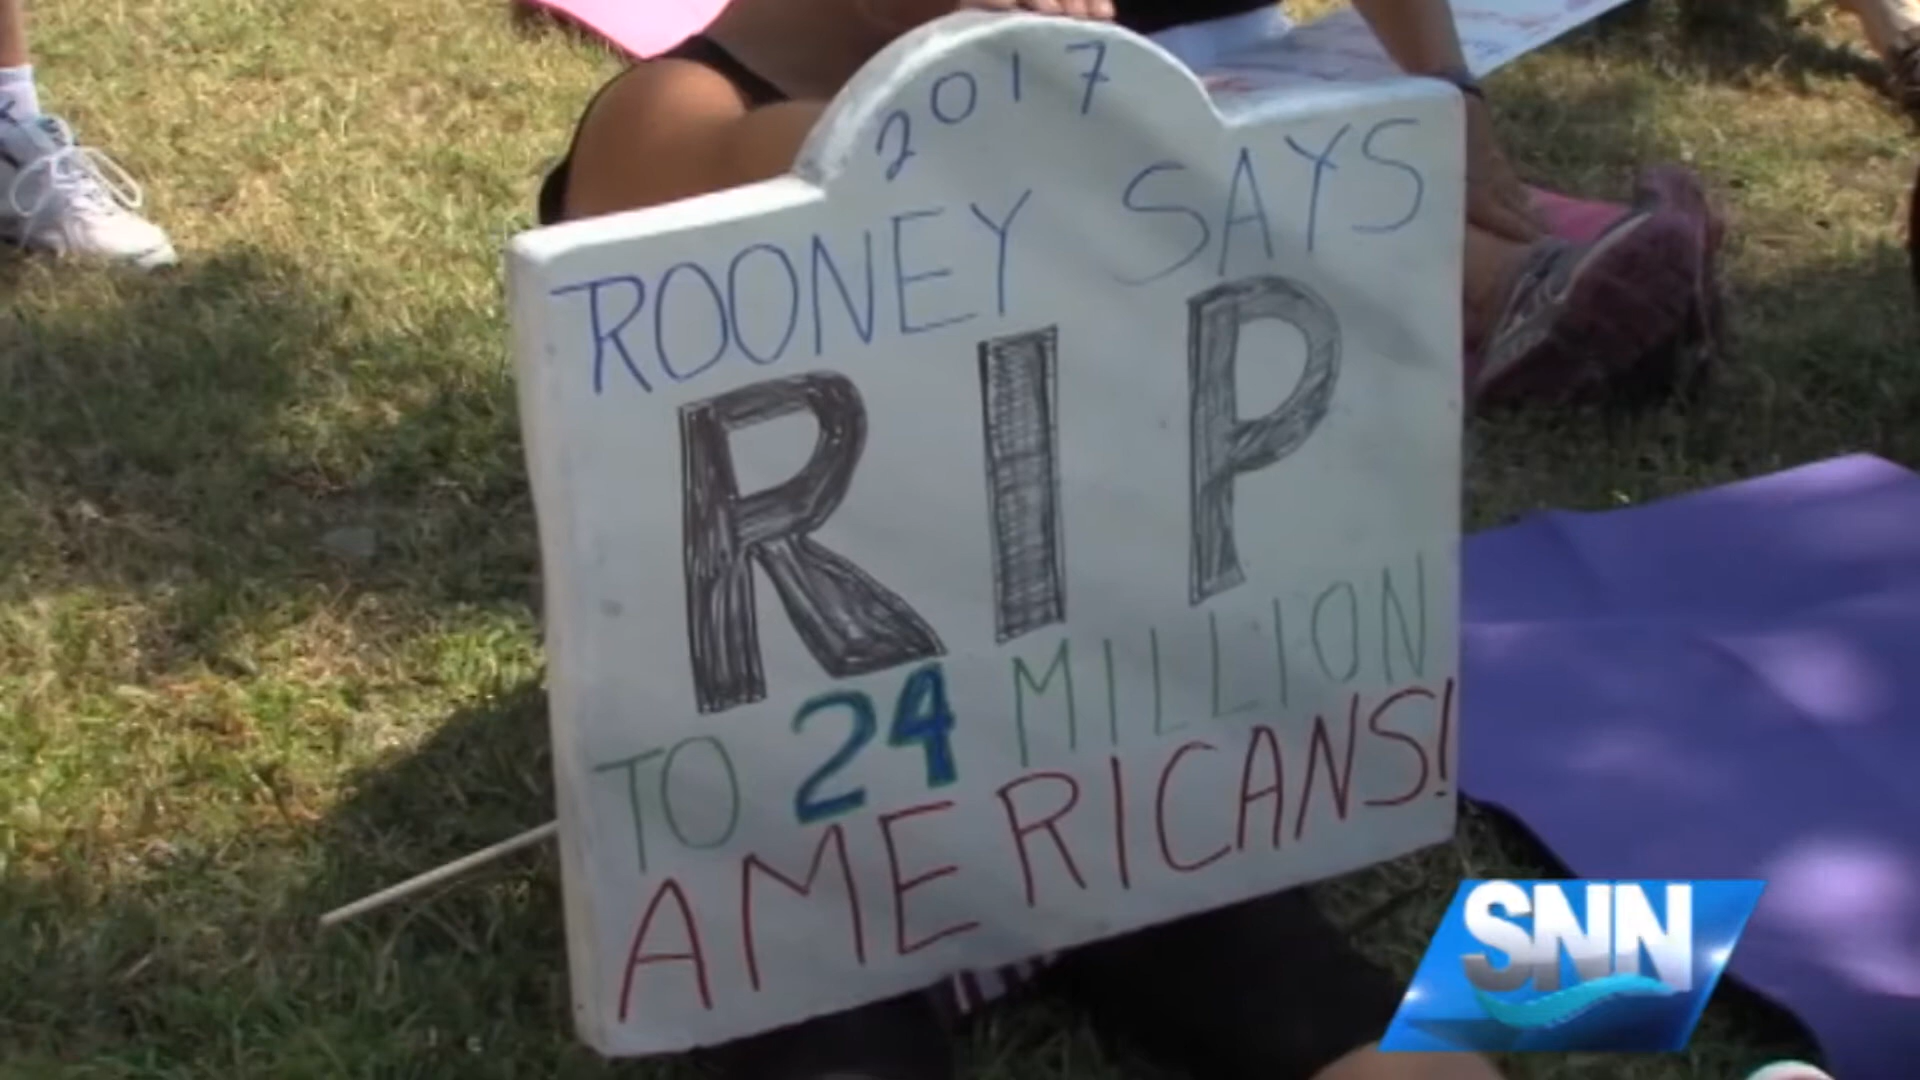 2017
ROONEY SAYS
RIP
TO 24 MILLION
AMERICANS!
SNN